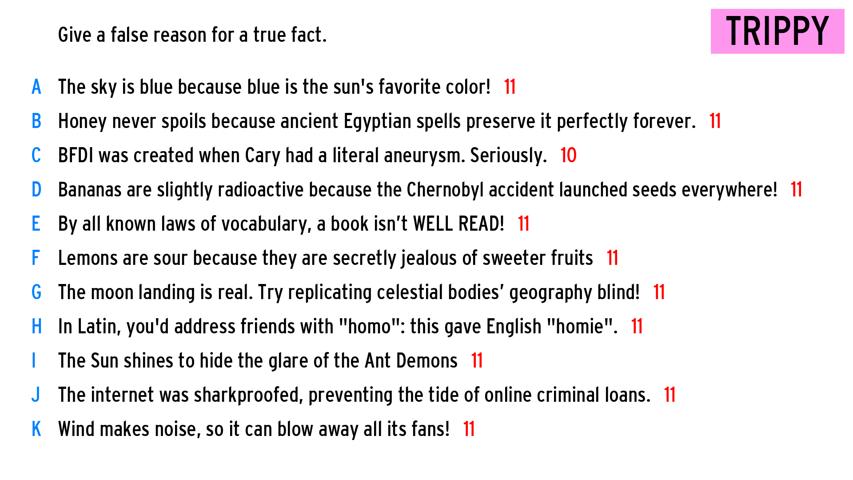 Give a false reason for a true fact.
TRIPPY
A The sky is blue because blue is the sun's favorite color! 11
B Honey never spoils because ancient Egyptian spells preserve it perfectly forever. 11
C BFDI was created when Cary had a literal aneurysm. Seriously. 10
D Bananas are slightly radioactive because the Chernobyl accident launched seeds everywhere! 11
E By all known laws of vocabulary, a book isn’t WELL READ! 11
F Lemons are sour because they are secretly jealous of sweeter fruits 11
G The moon landing is real. Try replicating celestial bodies’ geography blind! 11
H In Latin, you'd address friends with "homo": this gave English "homie". 11
I The Sun shines to hide the glare of the Ant Demons 11
J The internet was sharkproofed, preventing the tide of online criminal loans. 11
K Wind makes noise, so it can blow away all its fans! 11